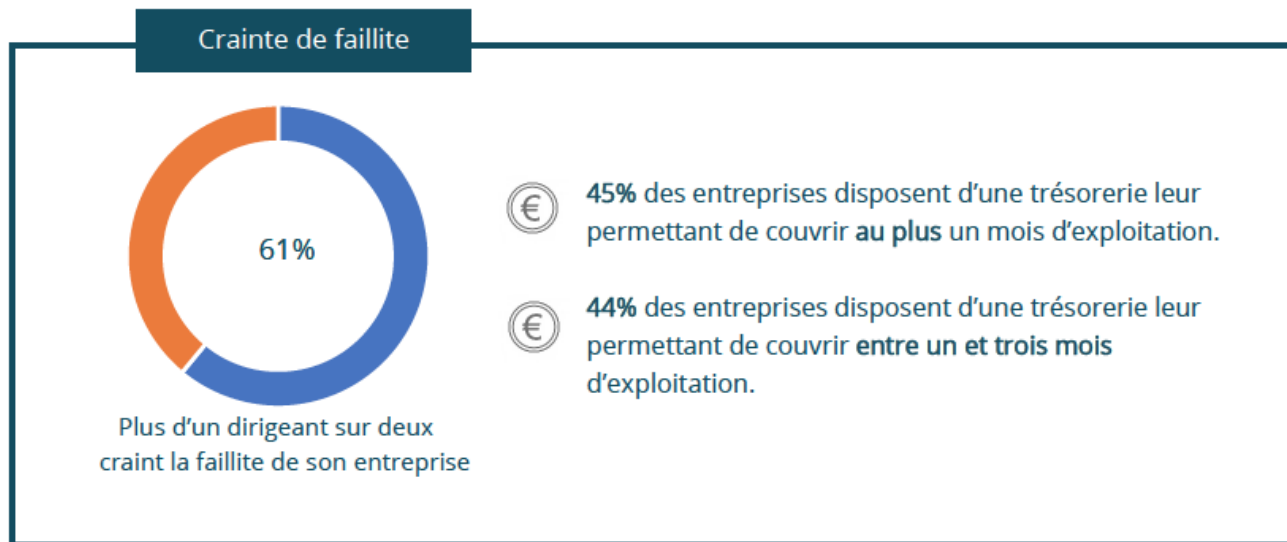 Crainte de faillite
61%
Plus d'un dirigeant sur deux
craint la faillite de son entreprise
€
45% des entreprises disposent d'une trésorerie leur
permettant de couvrir au plus un mois d'exploitation.
€
44% des entreprises disposent d'une trésorerie leur
permettant de couvrir entre un et trois mois
d'exploitation.